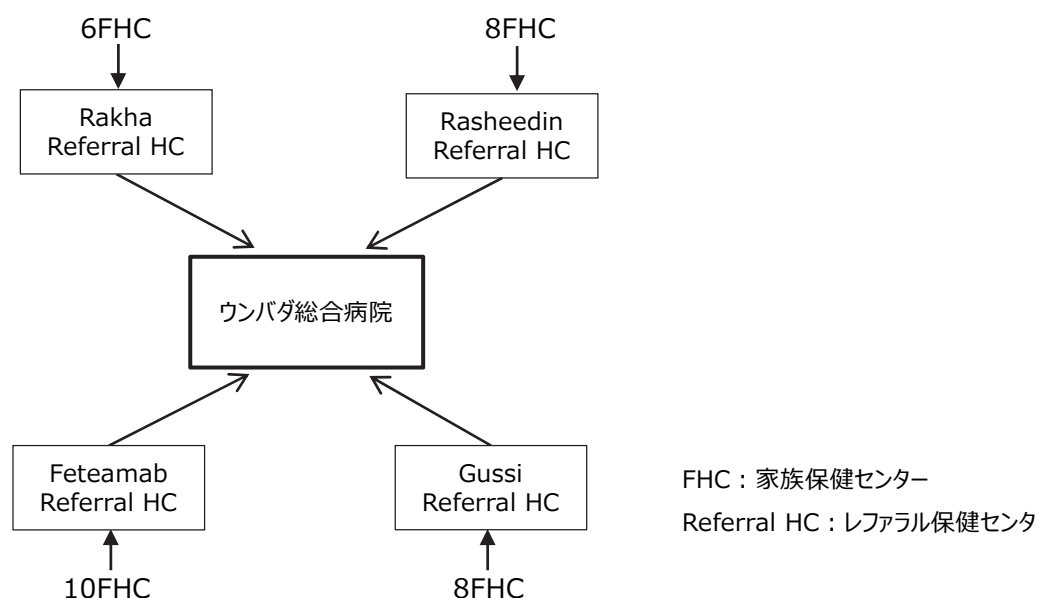 6FHC
8FHC
Rakha
Referral HC
Rasheedin
Referral HC
ウンバダ総合病院
Feteamab
Referral HC
Gussi
Referral HC
10FHC
8FHC
FHC：家族保健センター
Referral HC：レファラル保健センタ